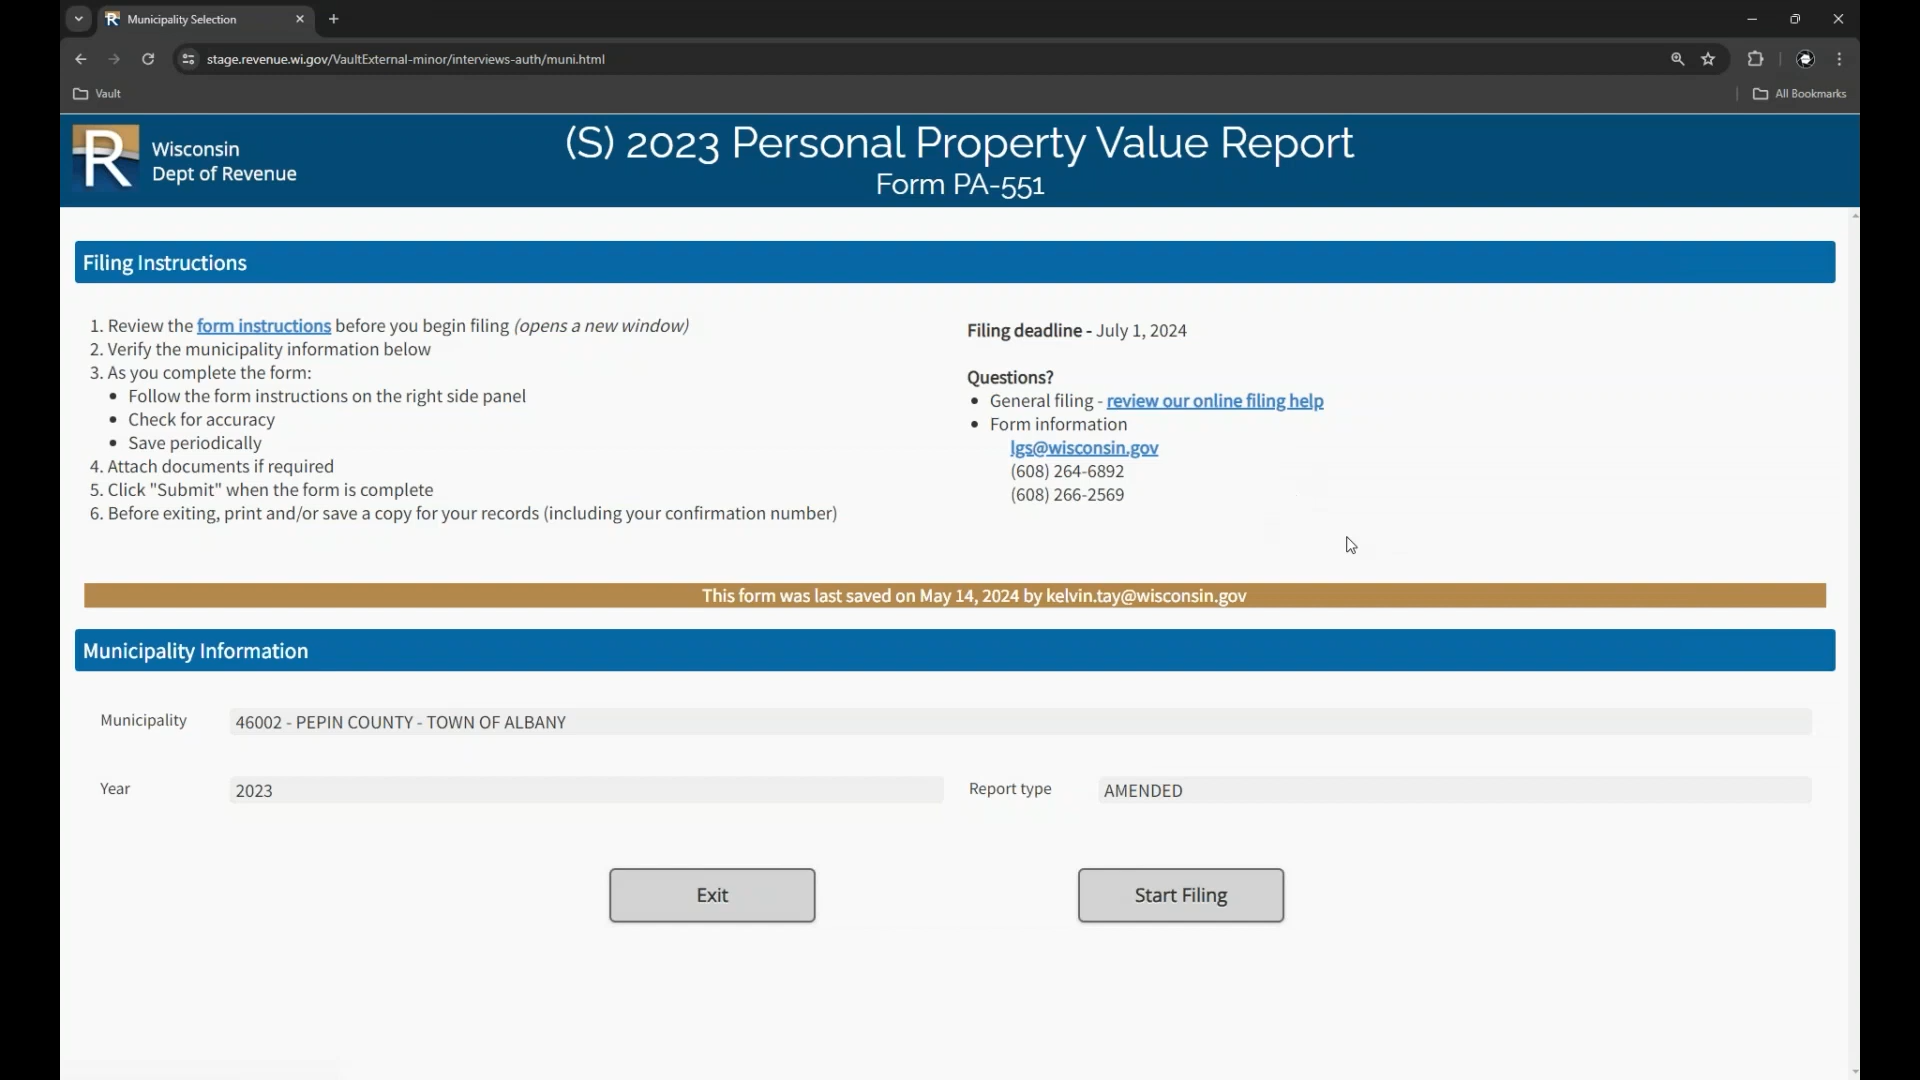 Municipality Selection
stage.revenue.wi.gov/VaultExternal-minor/interviews-auth/muni.html
Vault
All Bookmarks
R
Wisconsin
Dept of Revenue
(S) 2023 Personal Property Value Report
Form PA-551
Filing Instructions
1. Review the form instructions before you begin filing (opens a new window)
2. Verify the municipality information below
3. As you complete the form:
• Follow the form instructions on the right side panel
• Check for accuracy
• Save periodically
4. Attach documents if required
5. Click "Submit" when the form is complete
6. Before exiting, print and/or save a copy for your records (including your confirmation number)
Filing deadline - July 1, 2024
Questions?
• General filing - review our online filing help
• Form information
lgs@wisconsin.gov
(608) 264-6892
(608) 266-2569
This form was last saved on May 14, 2024 by kelvin.tay@wisconsin.gov
Municipality Information
Municipality
46002 - PEPIN COUNTY - TOWN OF ALBANY
Year
2023
Report type
AMENDED
Exit
Start Filing